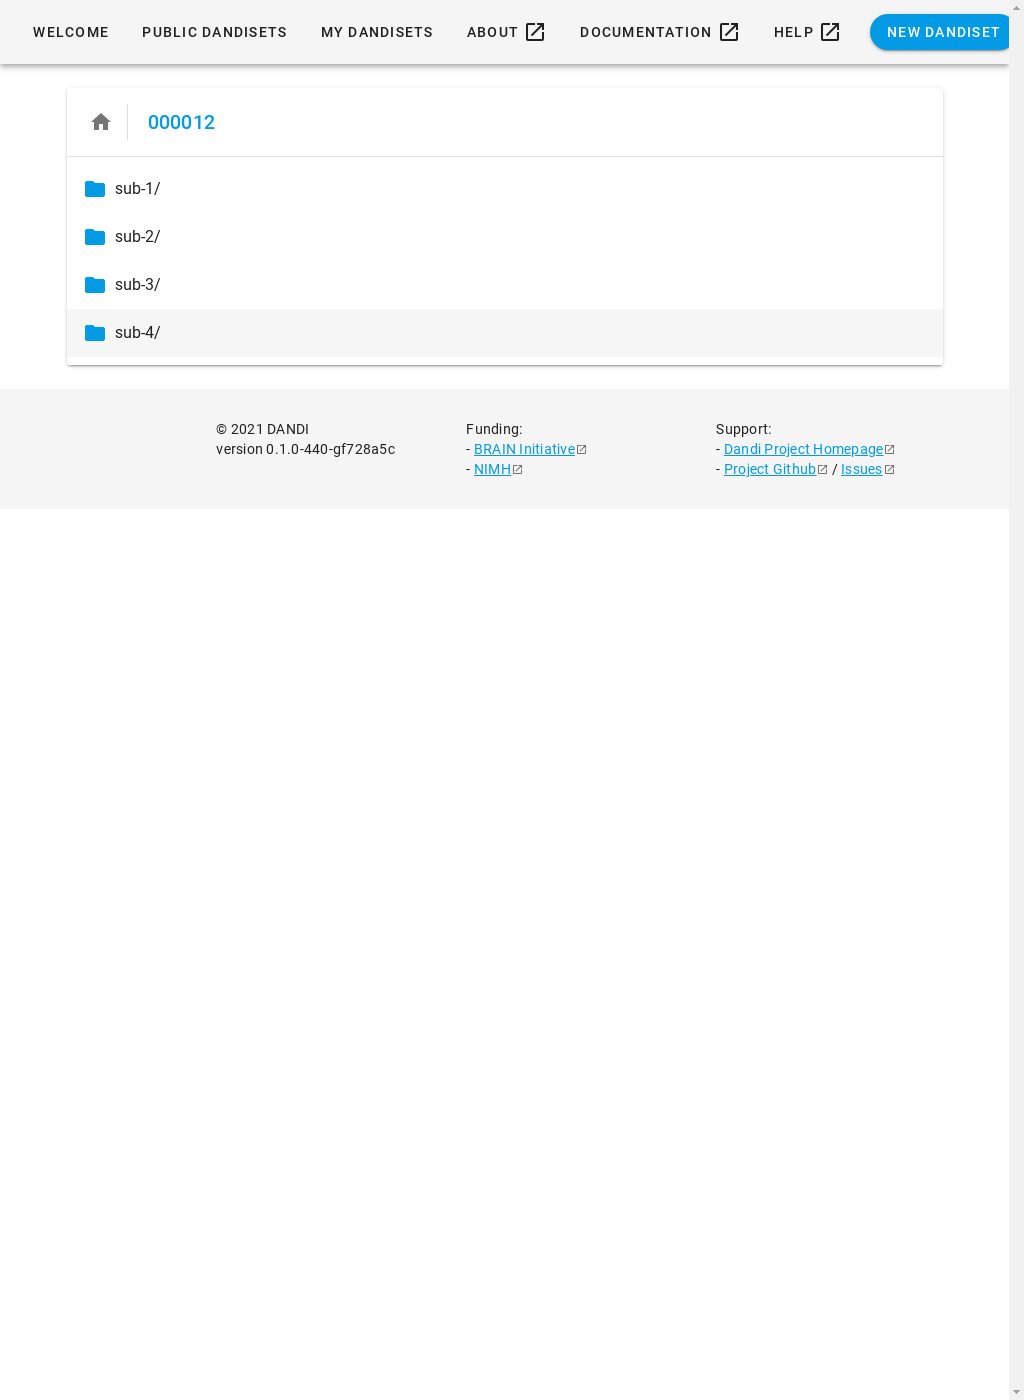 WELCOME PUBLIC DANDISETS MY DANDISETS ABOUT DOCUMENTATION HELP NEW DANDISET
000012
sub-1/
sub-2/
sub-3/
sub-4/
© 2021 DANDI
version 0.1.0-440-gf728a5c
Funding:
- BRAIN Initiative
- NIMH
Support:
- Dandi Project Homepage
- Project Github / Issues